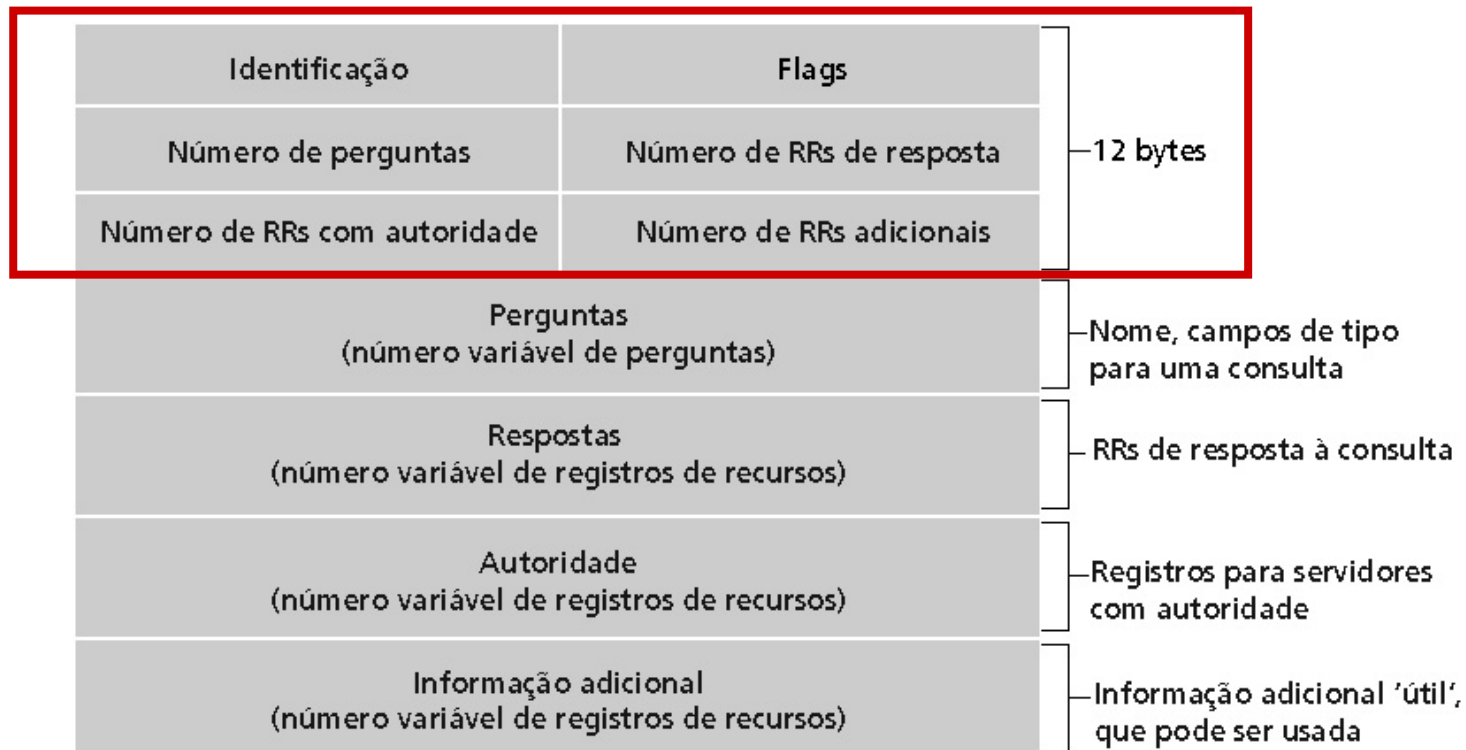 Identificação
Flags
Número de perguntas
Número de RRs de resposta
12 bytes
Número de RRs com autoridade
Número de RRs adicionais
Perguntas
(número variável de perguntas)
Nome, campos de tipo
para uma consulta
Respostas
(número variável de registros de recursos)
RRs de resposta à consulta
Autoridade
(número variável de registros de recursos)
Registros para servidores
com autoridade
Informação adicional
(número variável de registros de recursos)
Informação adicional ‘útil’,
que pode ser usada